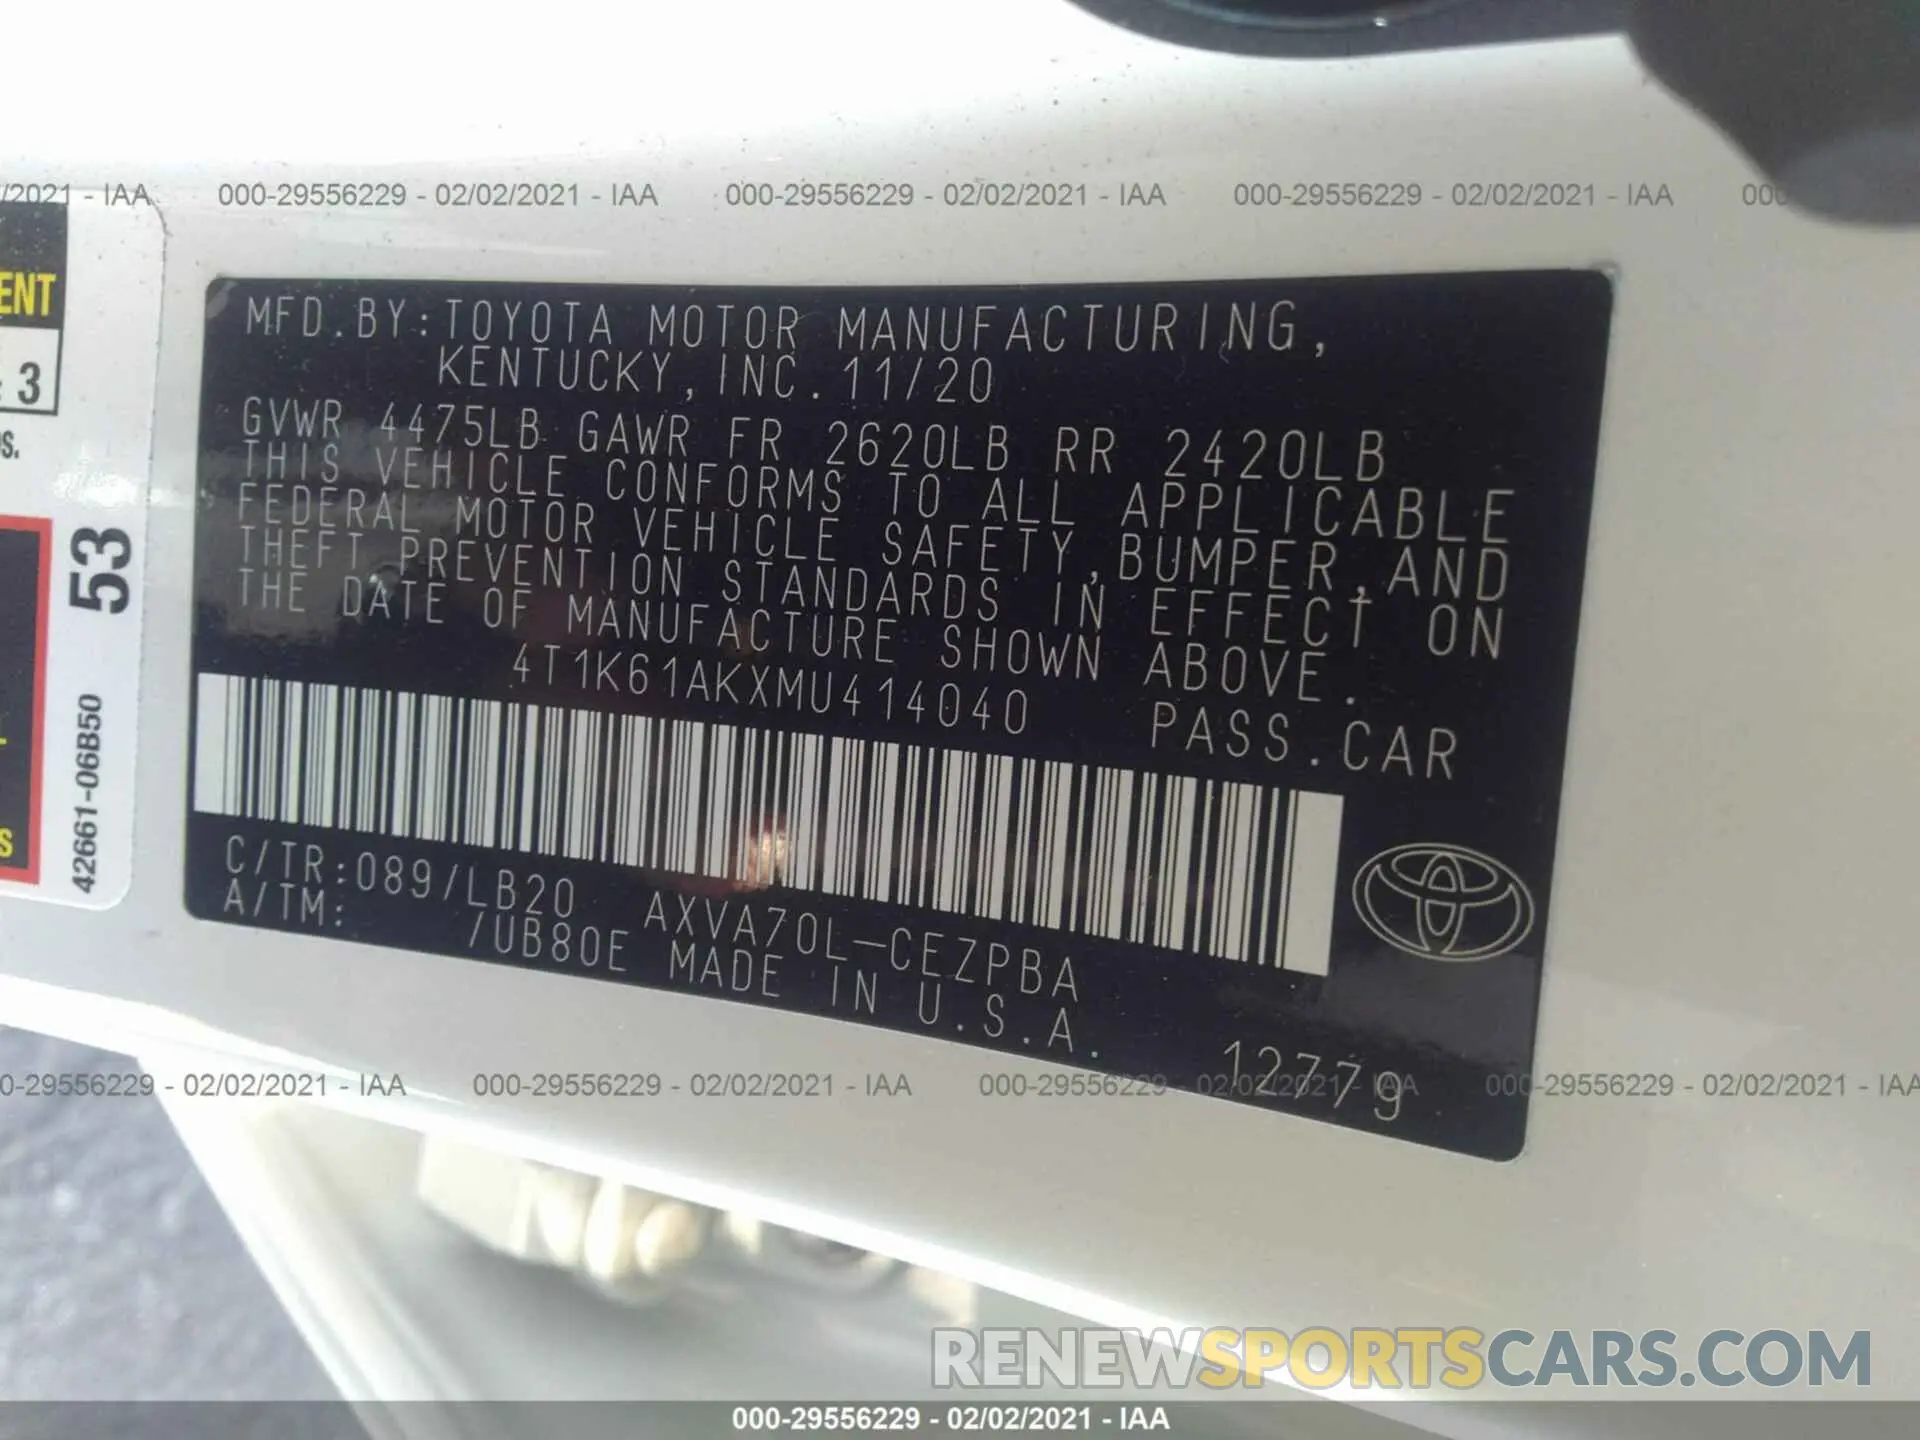 /2021 - IAA 000-29556229 - 02/02/2021 - IAA 000-29556229 - 02/02/2021 - IAA 000-29556229 - 02/02/2021 - IAA 000
ENT
3
53
42661-06B50
S
MFD.BY:TOYOTA MOTOR MANUFACTURING,
KENTUCKY,INC.11/20
GVWR 4475LB GAWR FR 2620LB RR 2420LB
THIS VEHICLE CONFORMS TO ALL APPLICABLE
FEDERAL MOTOR VEHICLE SAFETY,BUMPER,AND
THEFT PREVENTION STANDARDS IN EFFECT ON
THE DATE OF MANUFACTURE SHOWN ABOVE.
4T1K61AKXMU414040 PASS.CAR
C/TR:089/LB20 AXVA70L-CEZPBA
A/TM: /UB80E MADE IN U.S.A.
12779
0-29556229 - 02/02/2021 - IAA 000-29556229 - 02/02/2021 - IAA 000-29556229 - 02/02/2021 - IAA 000-29556229 - 02/02/2021 - IAA
RENEWSPORTSCARS.COM
000-29556229 - 02/02/2021 - IAA